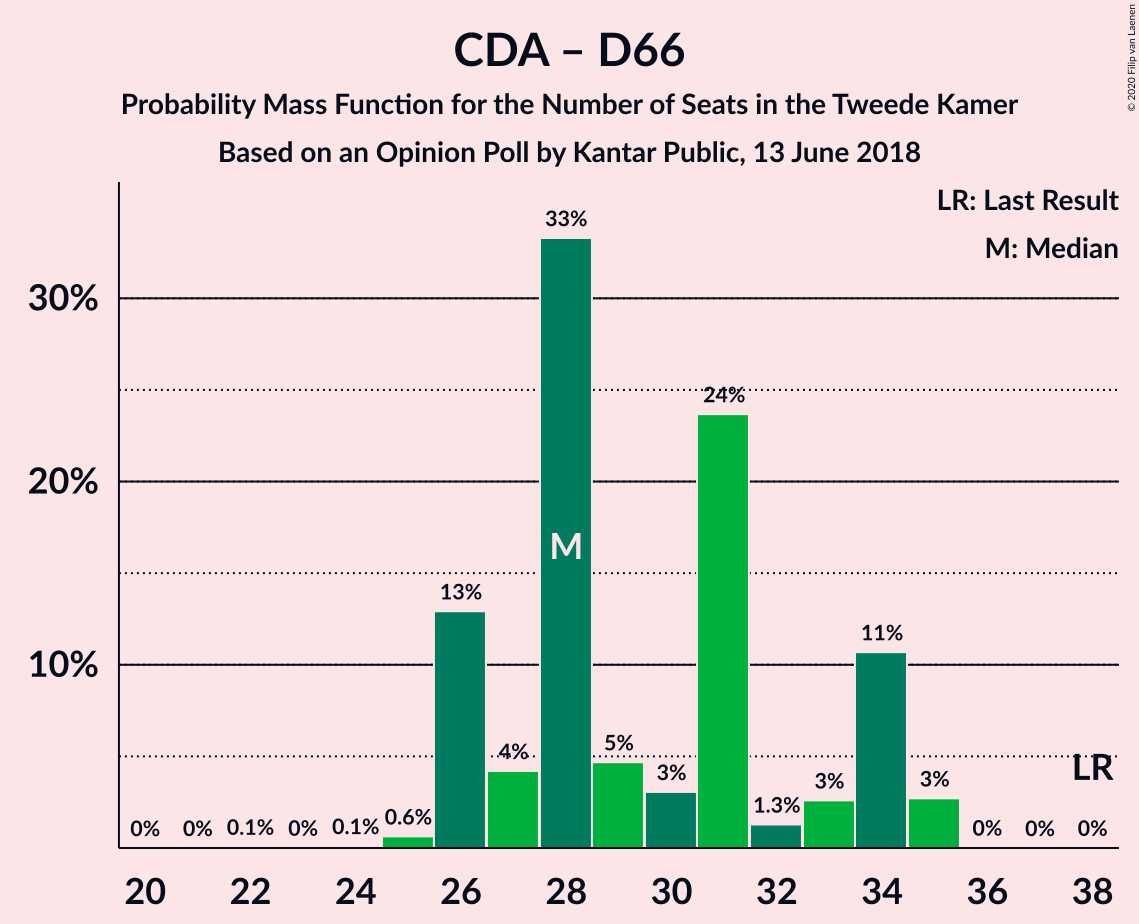 CDA – D66
Probability Mass Function for the Number of Seats in the Tweede Kamer
Based on an Opinion Poll by Kantar Public, 13 June 2018
© 2020 Filip van Laenen
LR: Last Result
M: Median
30%
20%
10%
0%
0%
0.1%
0%
0.1%
0.6%
13%
4%
33%
5%
3%
24%
1.3%
3%
11%
3%
0%
0%
0%
M
LR
20 22 24 26 28 30 32 34 36 38